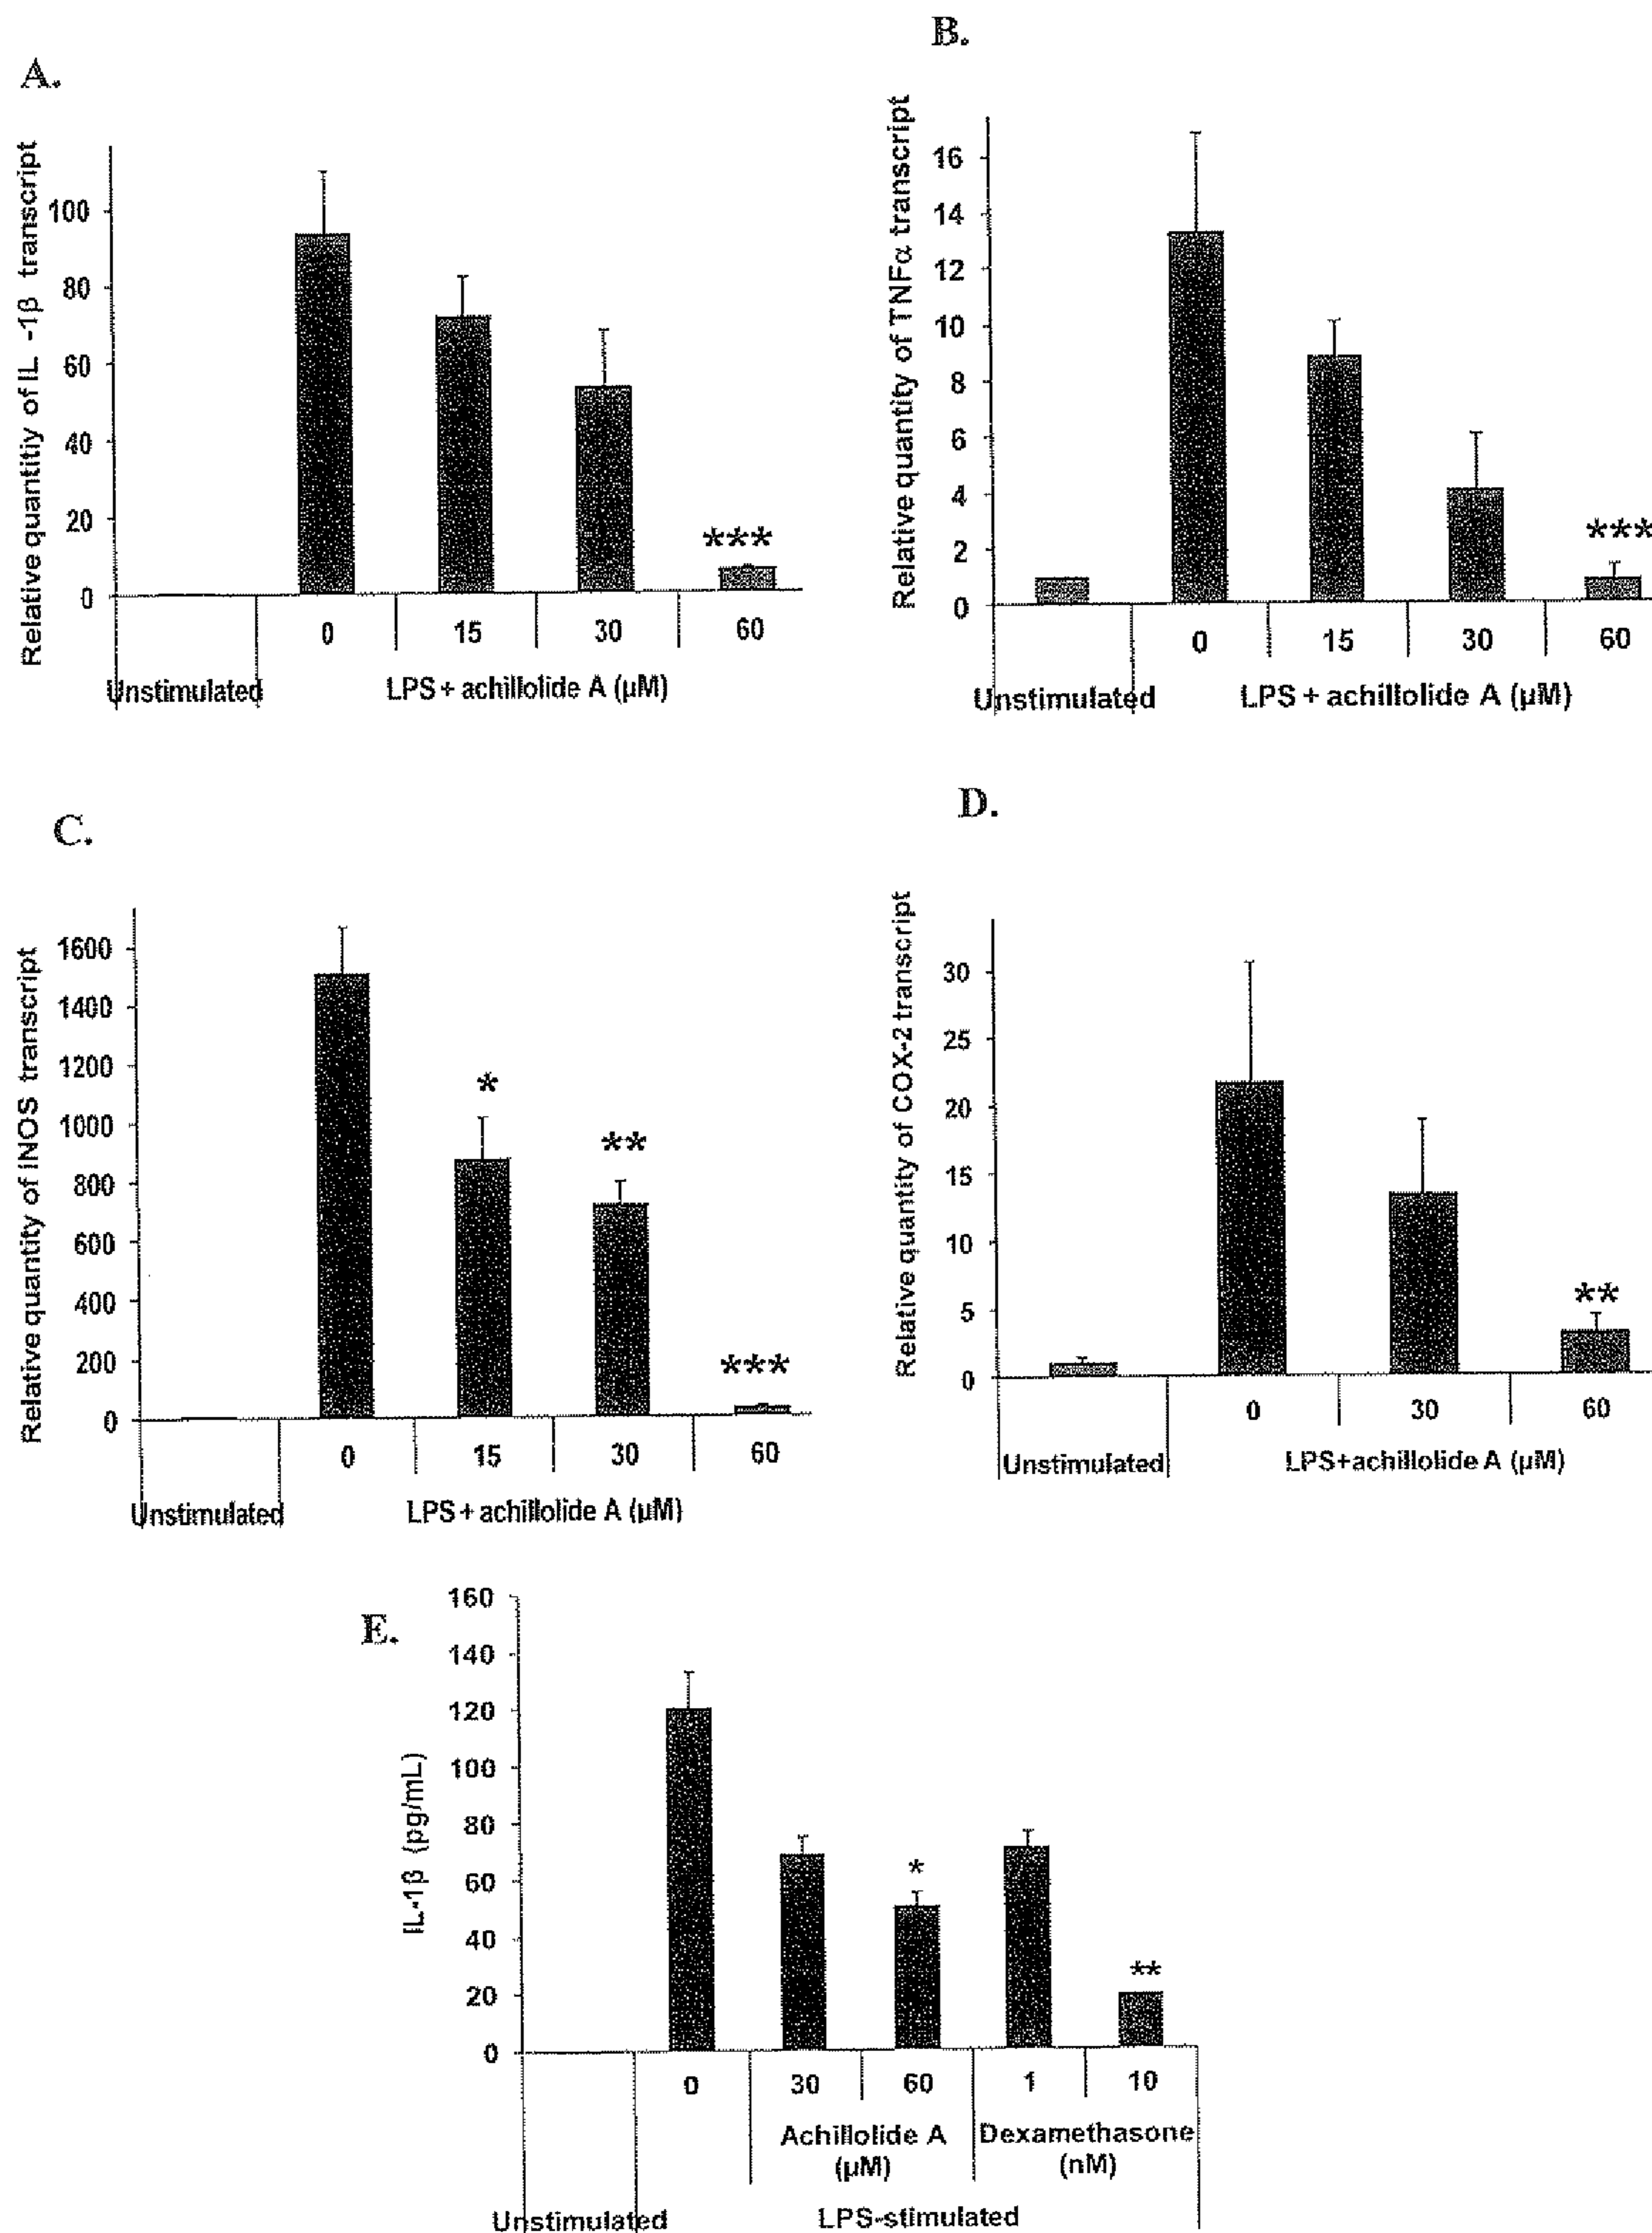 A.
Relative quantity of IL -1β transcript
100
80
60
40
20
0
***
0 15 30 60
Unstimulated LPS + achillolide A (µM)
B.
Relative quantity of TNFα transcript
16
14
12
10
8
6
4
2
0
***
0 15 30 60
Unstimulated LPS + achillolide A (µM)
C.
Relative quantity of iNOS transcript
1600
1400
1200
1000
800
600
400
200
0
*
**
***
0 15 30 60
Unstimulated LPS + achillolide A (µM)
D.
Relative quantity of COX-2 transcript
30
25
20
15
10
5
0
**
0 30 60
Unstimulated LPS+achillolide A (µM)
E.
IL-1β (pg/mL)
160
140
120
100
80
60
40
20
0
*
**
0 30 60 1 10
Achillolide A Dexamethasone
(µM) (nM)
Unstimulated LPS-stimulated